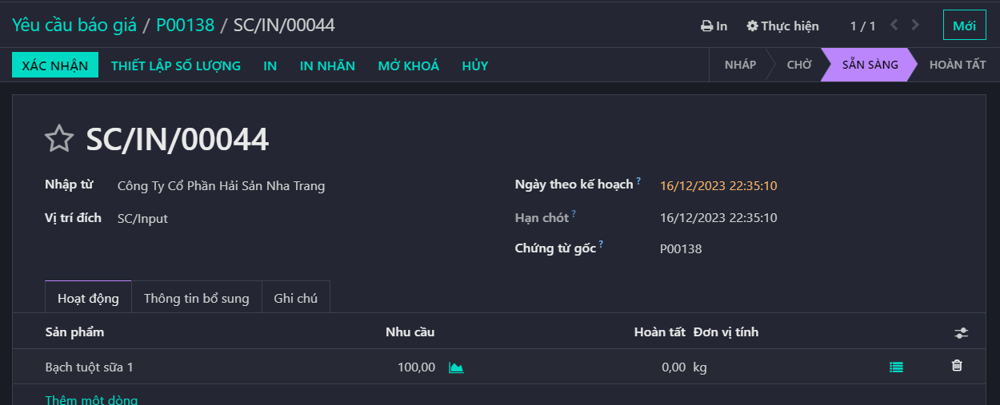 Yêu cầu báo giá / P00138 / SC/IN/00044
In Thực hiện 1 / 1 Mới
XÁC NHẬN THIẾT LẬP SỐ LƯỢNG IN IN NHÃN MỞ KHOÁ HỦY NHÁP CHỜ SẴN SÀNG HOÀN TẤT
SC/IN/00044
Nhập từ Công Ty Cổ Phần Hải Sản Nha Trang Ngày theo kế hoạch ? 16/12/2023 22:35:10
Vị trí đích SC/Input Hạn chót ? 16/12/2023 22:35:10
Chứng từ gốc ? P00138
Hoạt động Thông tin bổ sung Ghi chú
Sản phẩm Nhu cầu Hoàn tất Đơn vị tính
Bạch tuột sữa 1 100,00 0,00 kg
Thêm một dòng